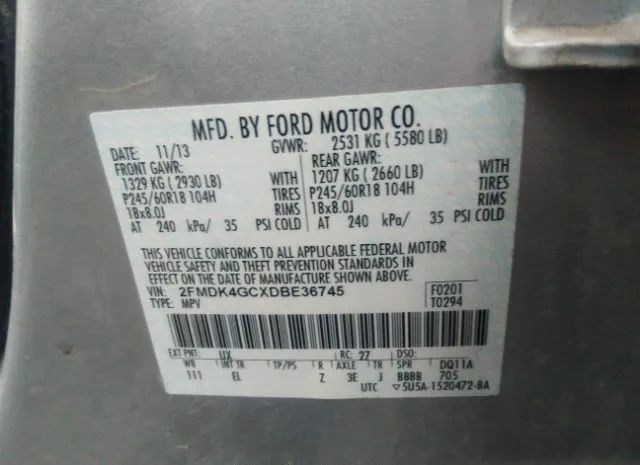 MFD. BY FORD MOTOR CO.
DATE: 11/13 GVWR: 2531 KG ( 5580 LB)
FRONT GAWR: REAR GAWR:
1329 KG ( 2930 LB) WITH 1207 KG ( 2660 LB) WITH
P245/60R18 104H TIRES P245/60R18 104H TIRES
18x8.0J RIMS 18x8.0J RIMS
AT 240 kPa/ 35 PSI COLD AT 240 kPa/ 35 PSI COLD
THIS VEHICLE CONFORMS TO ALL APPLICABLE FEDERAL MOTOR
VEHICLE SAFETY AND THEFT PREVENTION STANDARDS IN
EFFECT ON THE DATE OF MANUFACTURE SHOWN ABOVE.
VIN: 2FMDK4GCXDBE36745 F0201
TYPE: MPV T0294
EXT PNT: UX RC: 27 DSO:
WB INT TR TP/PS R AXLE TR SPR DQ11A
111 EL Z 3E J BBBB 705
UTC ▽5U5A-1520472-BA